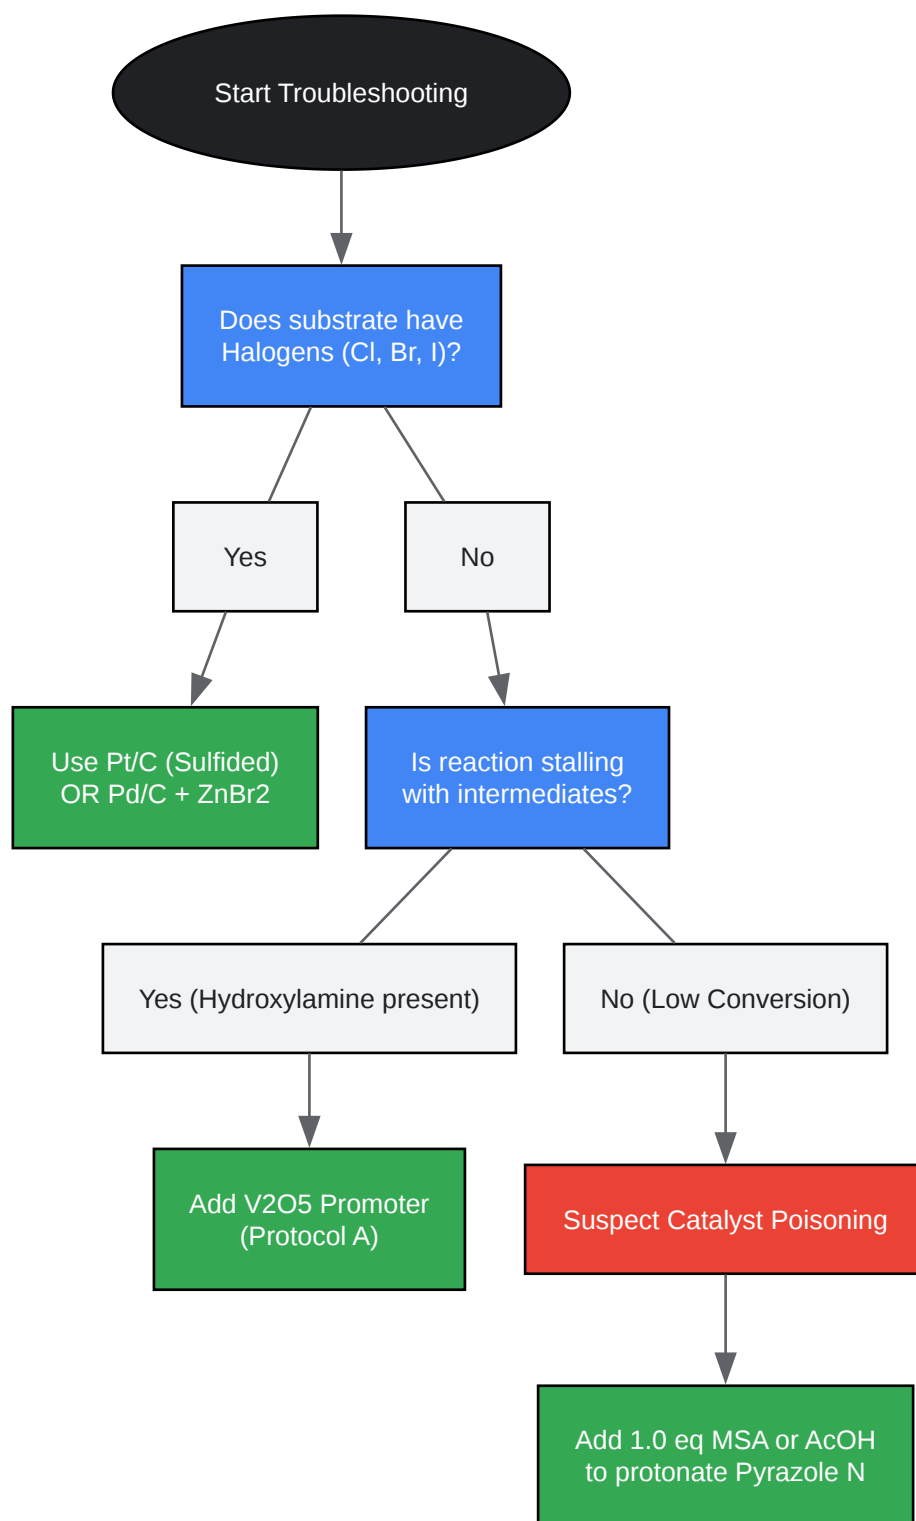 Start Troubleshooting
Does substrate have
Halogens (Cl, Br, I)?
Yes
No
Use Pt/C (Sulfided)
OR Pd/C + ZnBr2
Is reaction stalling
with intermediates?
Yes (Hydroxylamine present)
No (Low Conversion)
Add V2O5 Promoter
(Protocol A)
Suspect Catalyst Poisoning
Add 1.0 eq MSA or AcOH
to protonate Pyrazole N